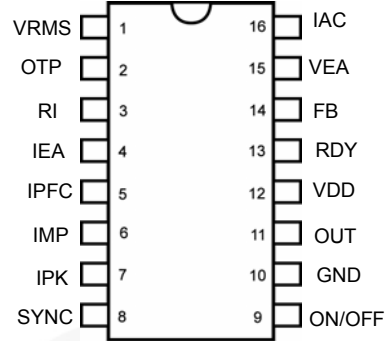 VRMS 1 16 IAC
OTP 2 15 VEA
RI 3 14 FB
IEA 4 13 RDY
IPFC 5 12 VDD
IMP 6 11 OUT
IPK 7 10 GND
SYNC 8 9 ON/OFF